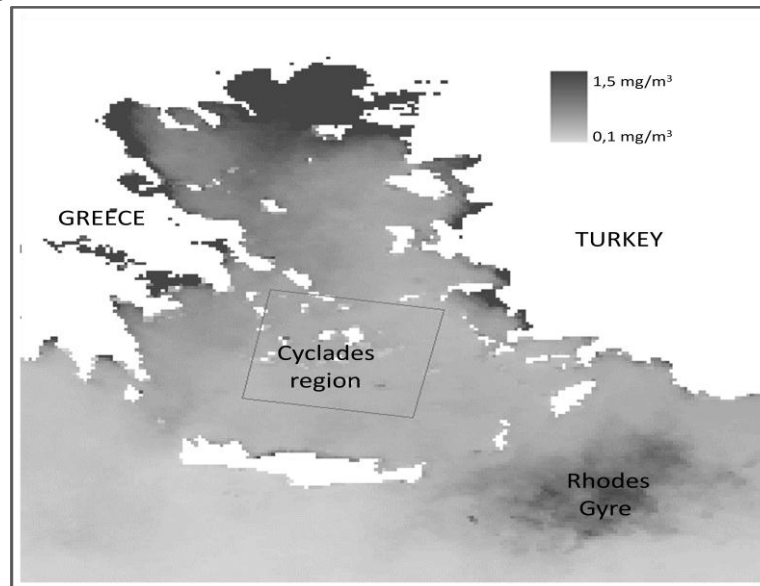 1,5 mg/m³
0,1 mg/m³
GREECE
TURKEY
Cyclades
region
Rhodes
Gyre